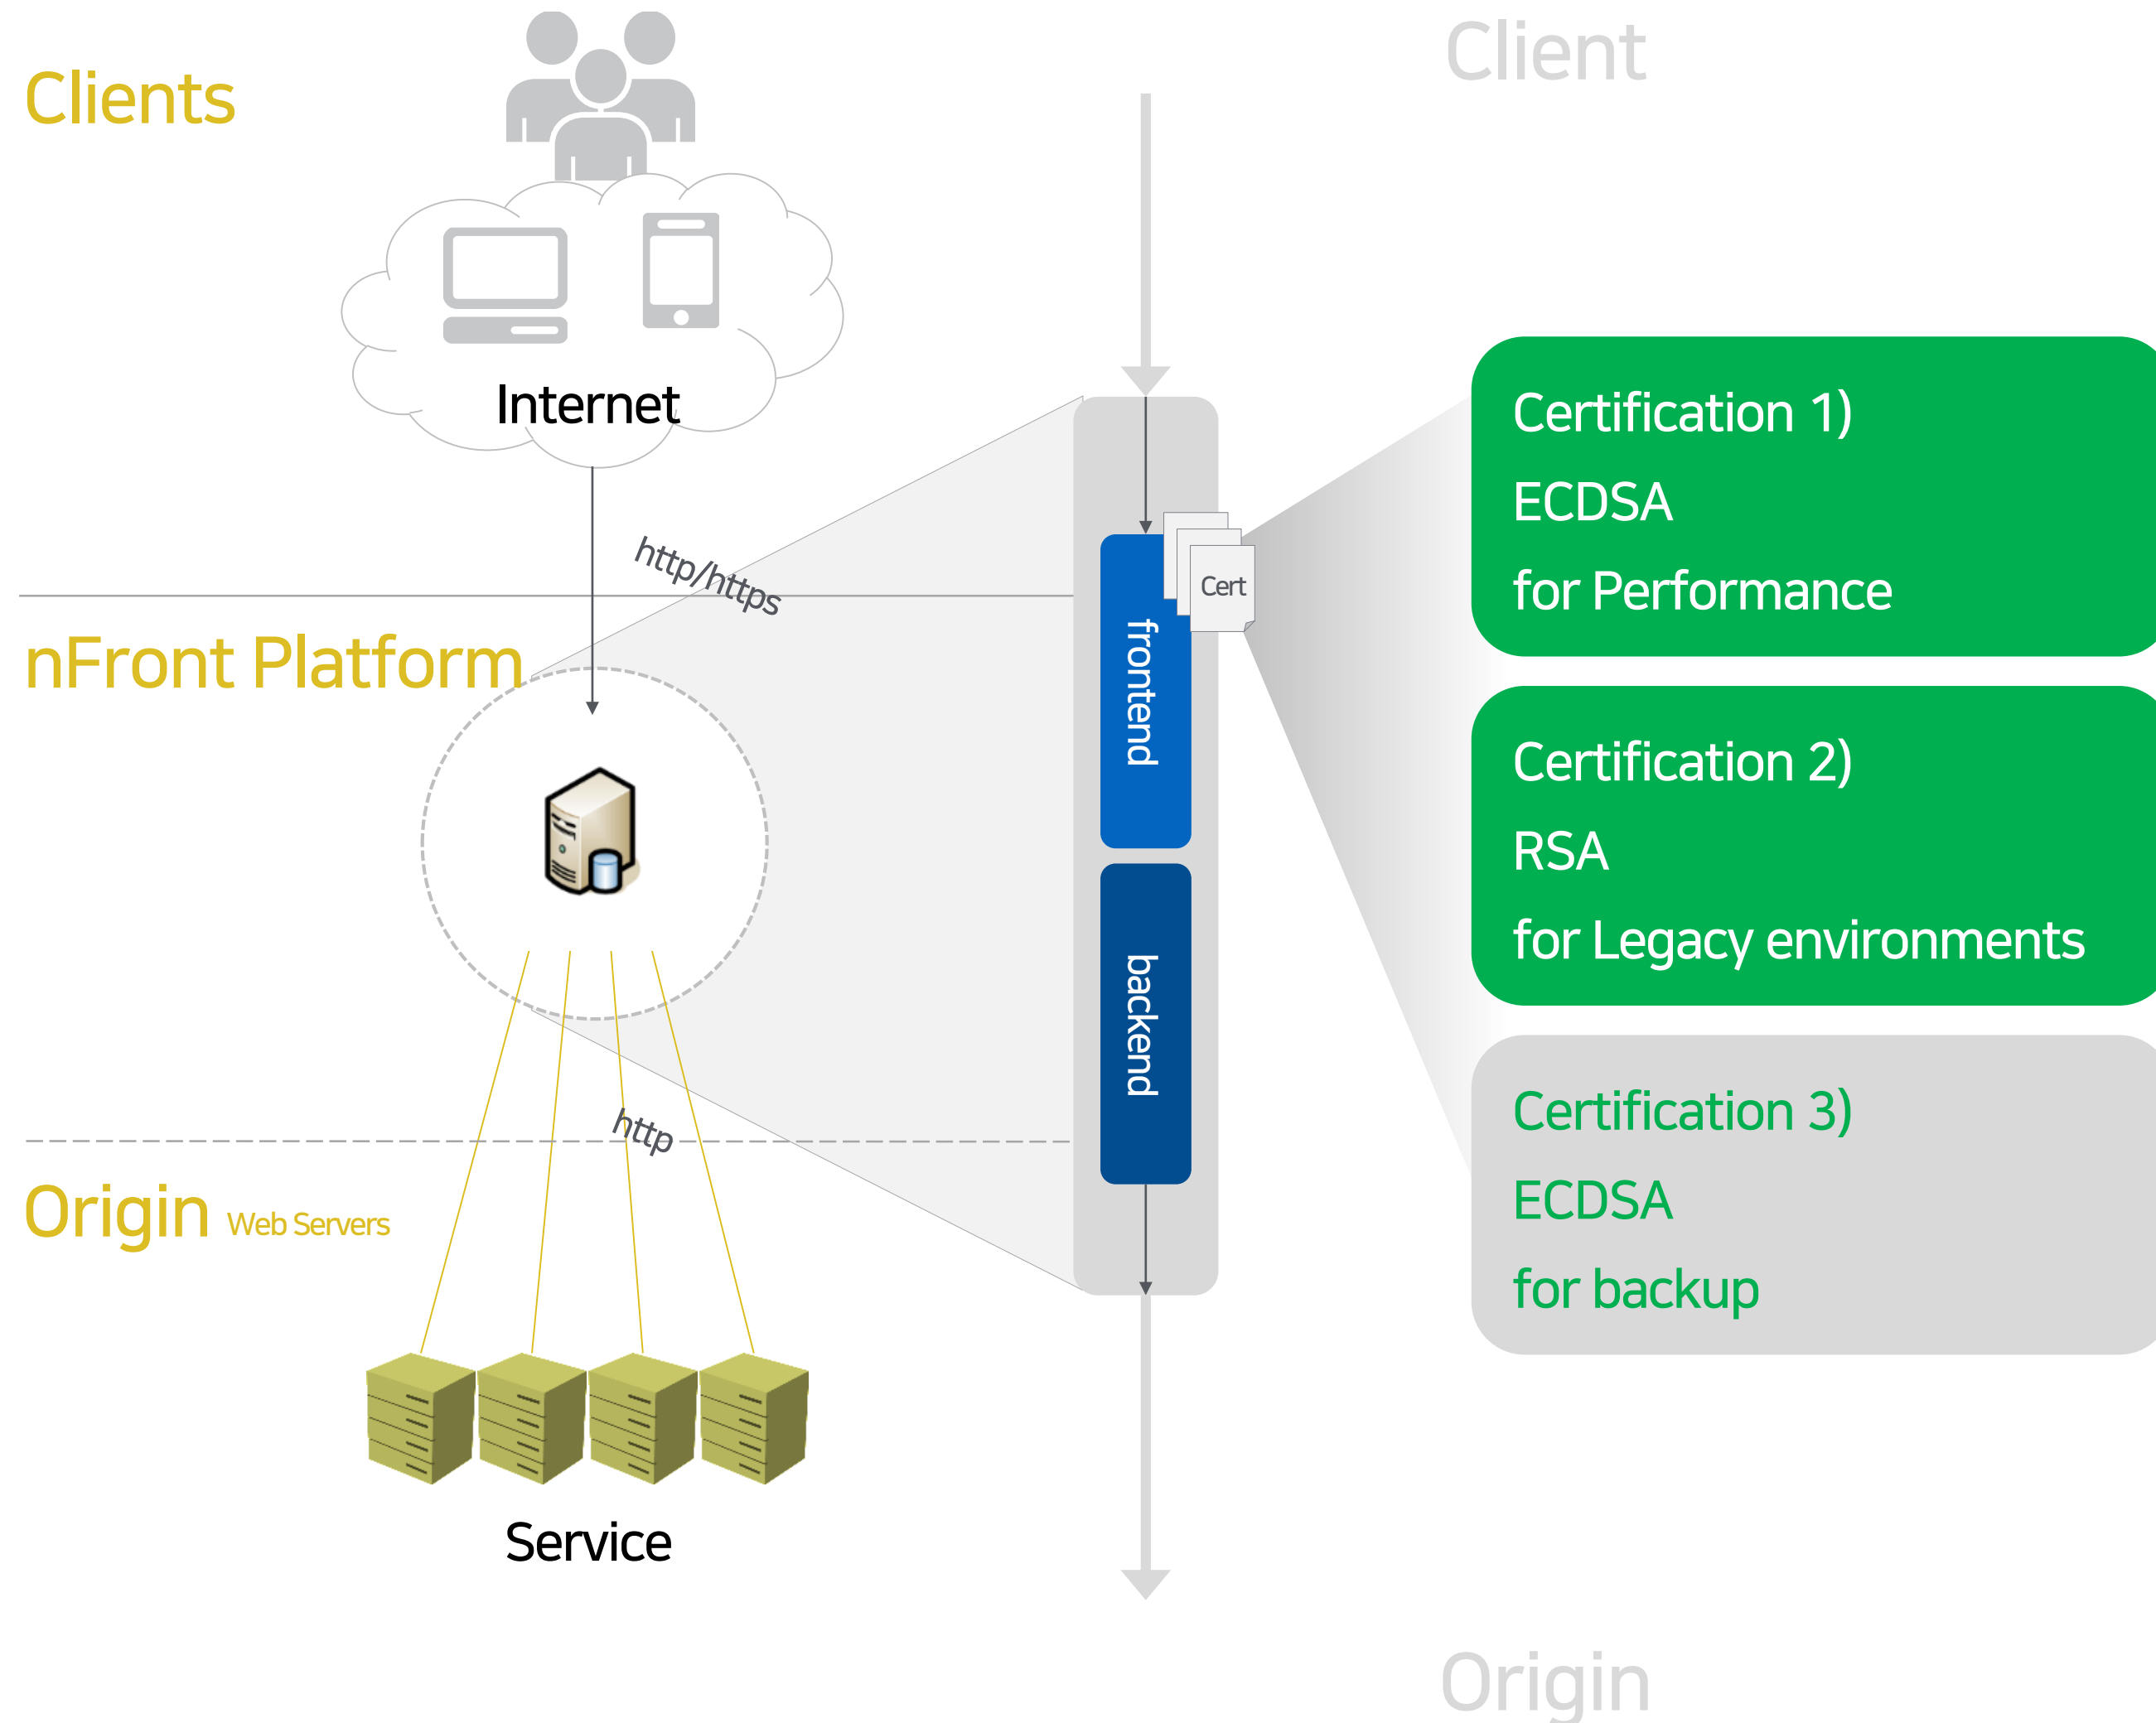 Client
Clients
Internet
http/https
nFront Platform
Cert
frontend
backend
Certification 1)
ECDSA
for Performance
Certification 2)
RSA
for Legacy environments
Certification 3)
ECDSA
for backup
http
Origin Web Servers
Service
Origin